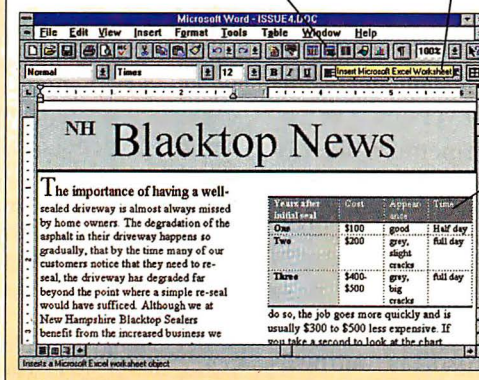 Microsoft Word - ISSUE4.DOC
File Edit View Insert Format Tools Table Window Help
100%
Normal Times 12 B I U Insert Microsoft Excel Worksheet
1 2 4 5 6
NH Blacktop News
The importance of having a well-
sealed driveway is almost always missed
by home owners. The degradation of the
asphalt in their driveway happens so
gradually, that by the time many of our
customers notice that they need to re-
seal, the driveway has degraded far
beyond the point where a simple re-seal
would have sufficed. Although we at
New Hampshire Blacktop Sealers
benefit from the increased business we
Years after Cost Appear- Time
initial seal ance
One $100 good Half day
Two $200 grey, full day
slight
cracks
Three $400- grey, full day
$500 big
cracks
do so, the job goes more quickly and is
usually $300 to $500 less expensive. If
you take a second to look at the chart
Inserts a Microsoft Excel worksheet object